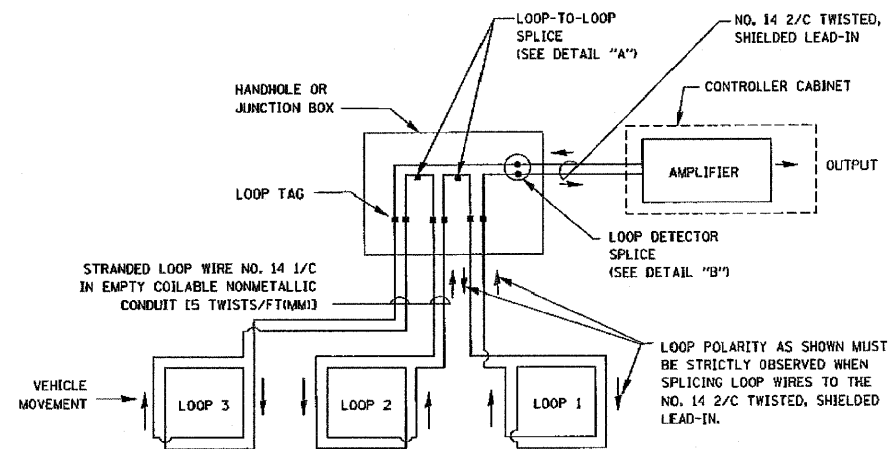 LOOP-TO-LOOP
SPLICE
(SEE DETAIL "A")
NO. 14 2/C TWISTED,
SHIELDED LEAD-IN
HANDHOLE OR
JUNCTION BOX
CONTROLLER CABINET
AMPLIFIER
OUTPUT
LOOP TAG
LOOP DETECTOR
SPLICE
(SEE DETAIL "B")
STRANDED LOOP WIRE NO. 14 1/C
IN EMPTY COILABLE NONMETALLIC
CONDUIT [5 TWISTS/FT(MM)]
LOOP POLARITY AS SHOWN MUST
BE STRICTLY OBSERVED WHEN
SPLICING LOOP WIRES TO THE
NO. 14 2/C TWISTED, SHIELDED
LEAD-IN.
VEHICLE
MOVEMENT
LOOP 3
LOOP 2
LOOP 1